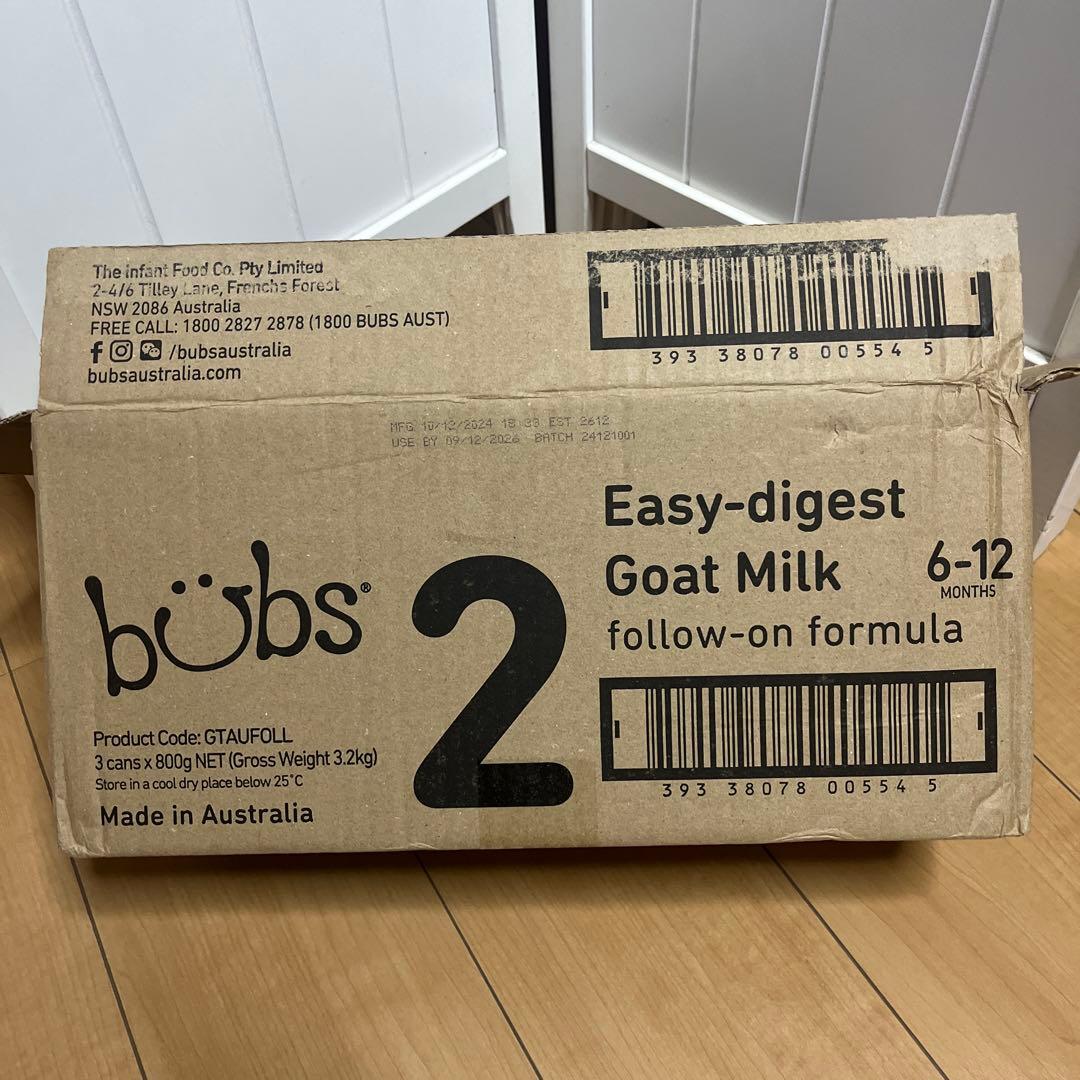 The Infant Food Co. Pty Limited
2-4/6 Tilley Lane, Frenchs Forest
NSW 2086 Australia
FREE CALL: 1800 2827 2878 (1800 BUBS AUST)
/bubsaustralia
bubsaustralia.com
393 38078 00554 5
MFG 10/12/2024 18:33 EST 2612
USE BY 09/12/2026 BATCH 24121001
bubs®
2
Easy-digest
Goat Milk
6-12
MONTHS
follow-on formula
Product Code: GTAUFOLL
3 cans x 800g NET (Gross Weight 3.2kg)
Store in a cool dry place below 25°C
Made in Australia
393 38078 00554 5